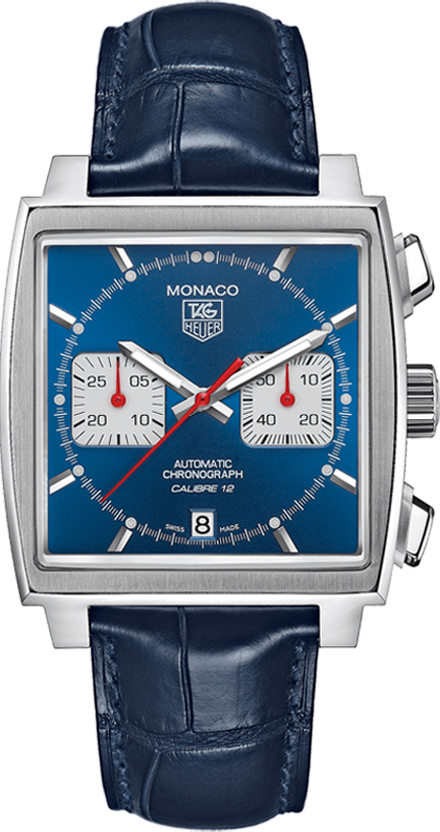 MONACO
TAG
HEUER
25 05
20 10
50 10
40 20
AUTOMATIC
CHRONOGRAPH
CALIBRE 12
SWISS 8 MADE